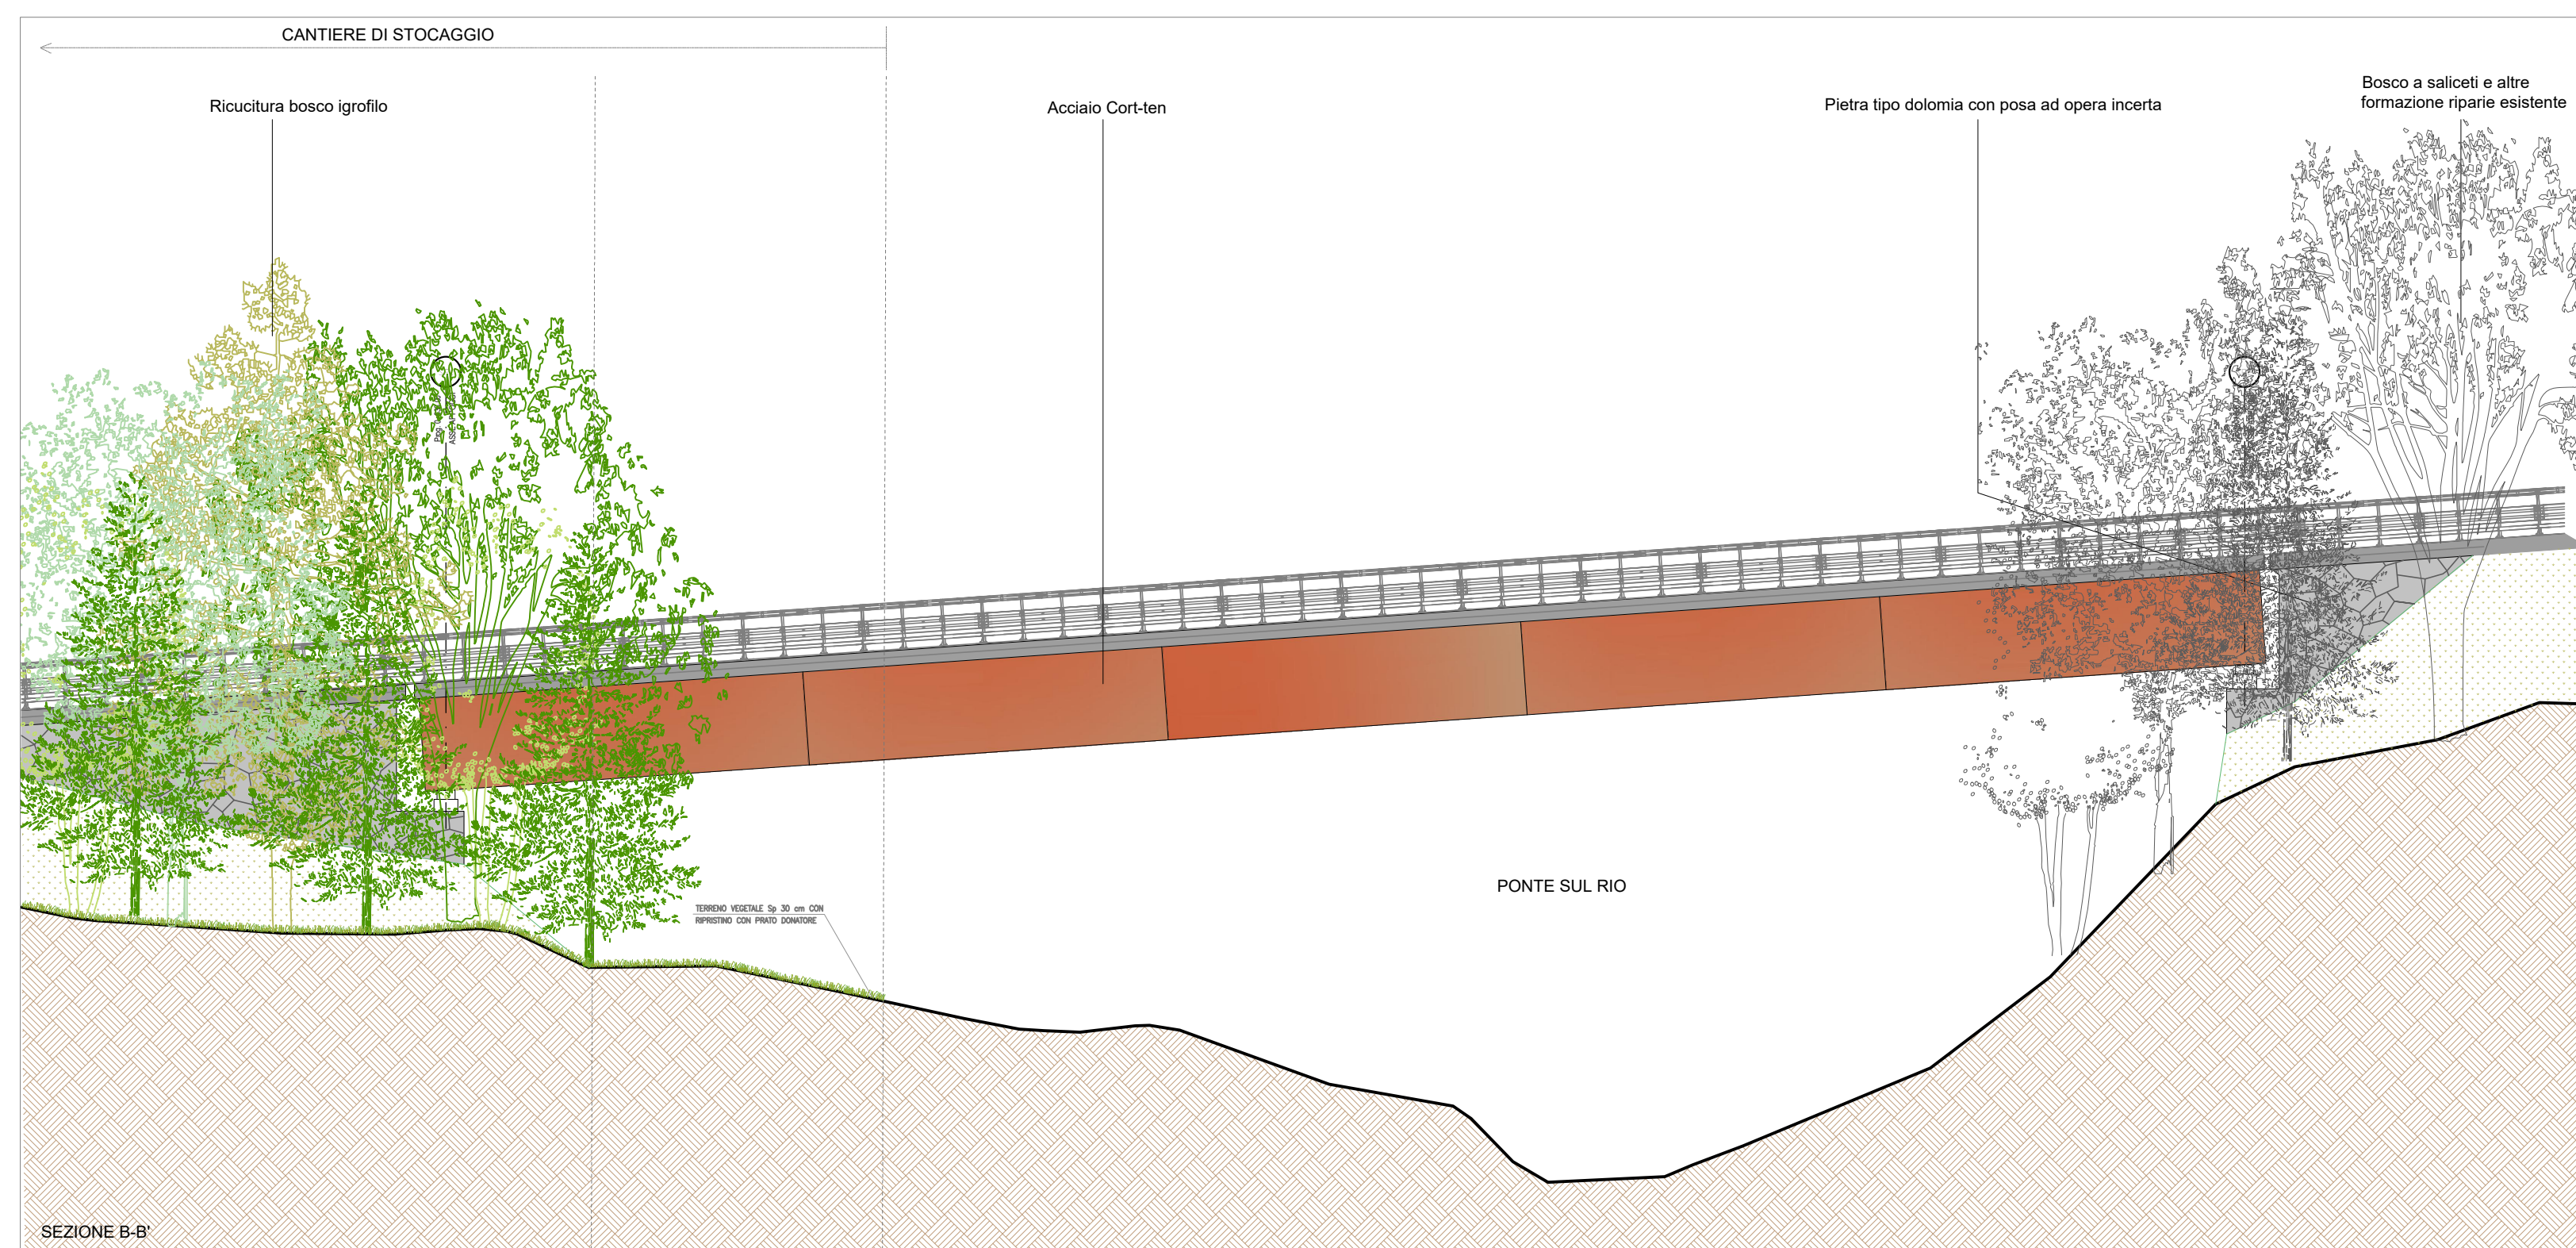 CANTIERE DI STOCAGGIO
Ricucitura bosco igrofilo
Acciaio Cort-ten
Pietra tipo dolomia con posa ad opera incerta
Bosco a saliceti e altre
formazione riparie esistente
TERRENO VEGETALE Sp 30 cm CON
RIPRISTINO CON PRATO DONATORE
PONTE SUL RIO
SEZIONE B-B'